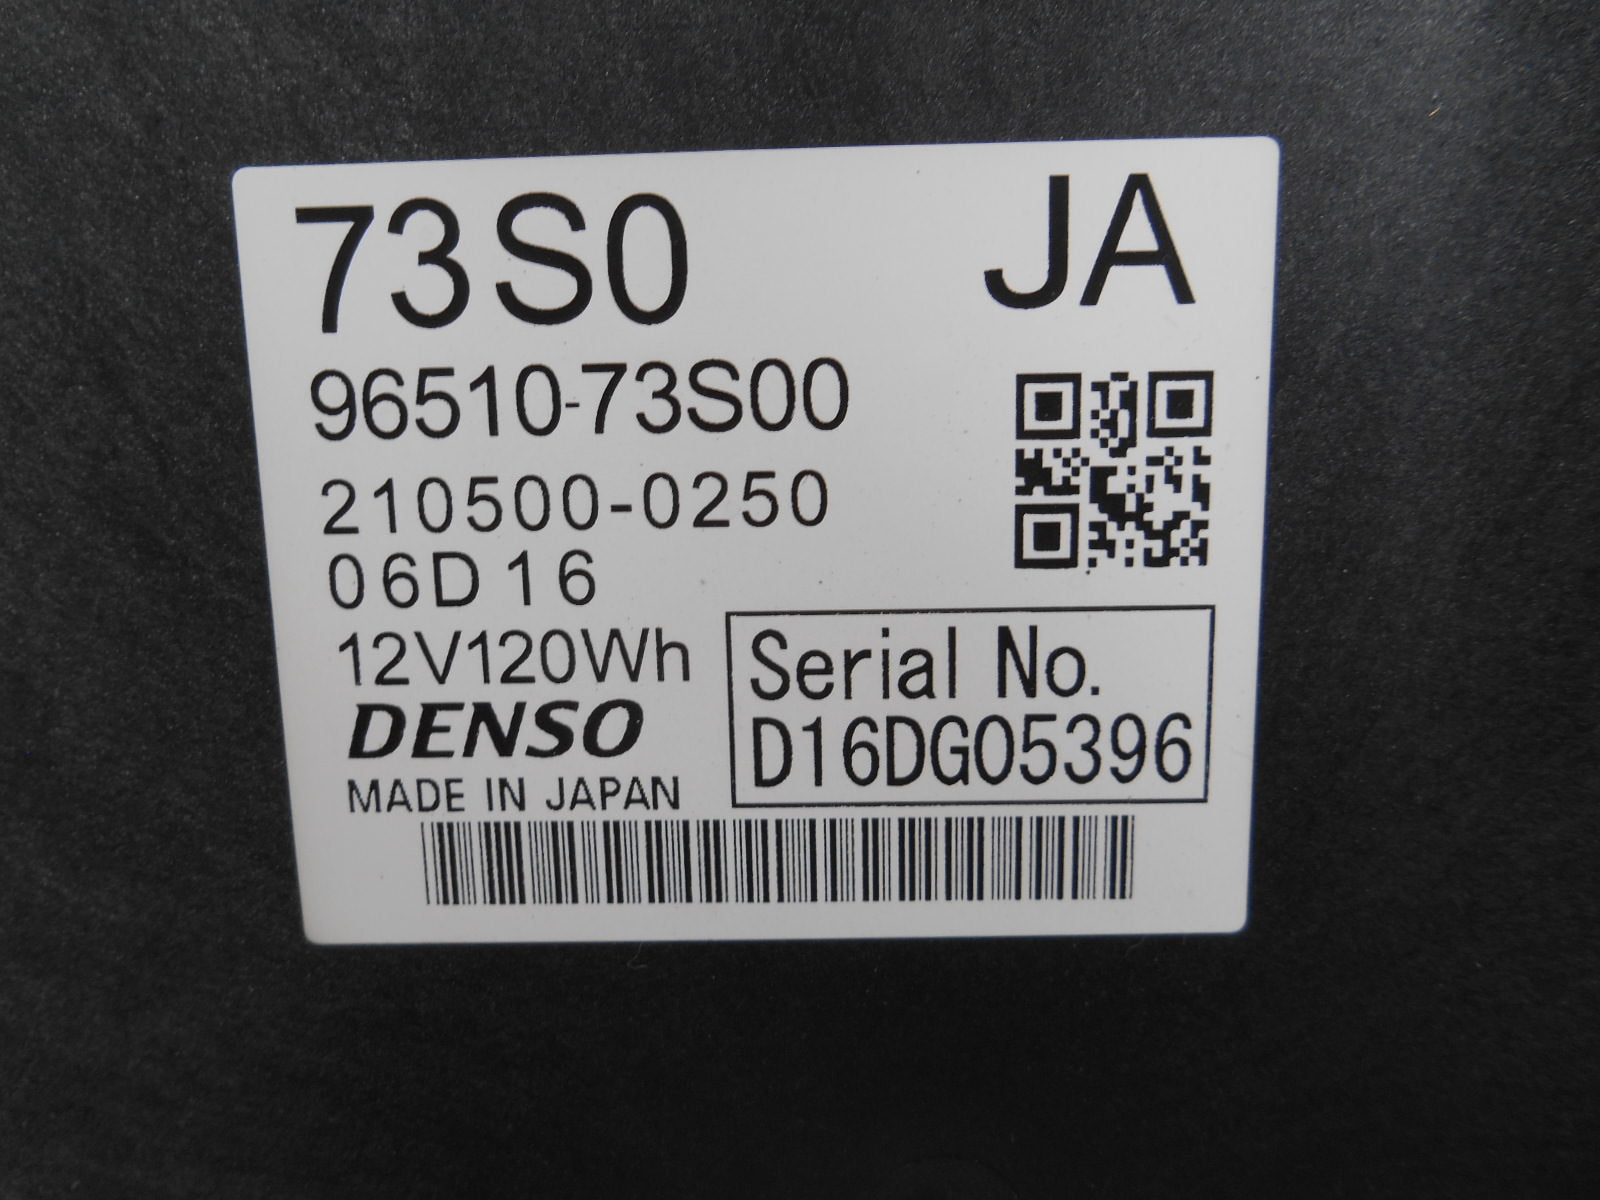 73S0 JA
96510-73S00
210500-0250
06D16
12V120Wh
DENSO
MADE IN JAPAN
Serial No.
D16DG05396